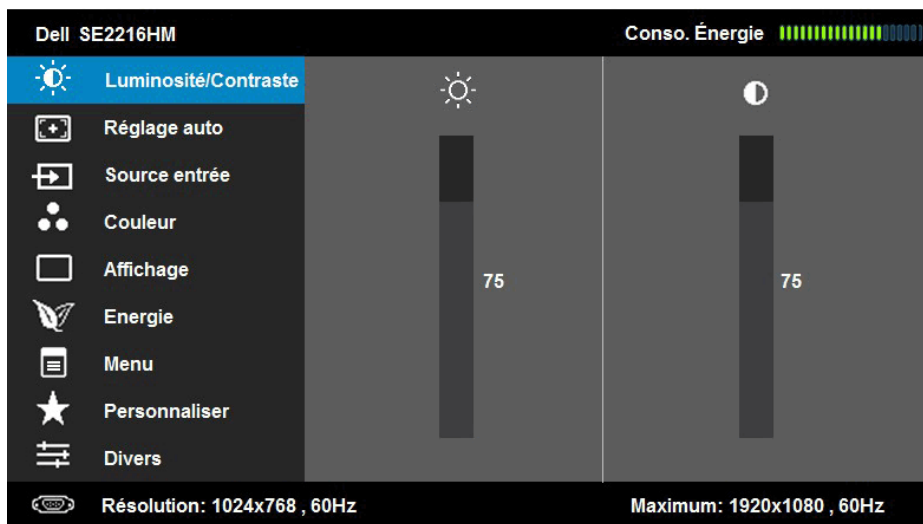 Dell SE2216HM
Conso. Énergie
Luminosité/Contraste
Réglage auto
Source entrée
Couleur
Affichage
75
75
Energie
Menu
Personnaliser
Divers
Résolution: 1024x768 , 60Hz
Maximum: 1920x1080 , 60Hz